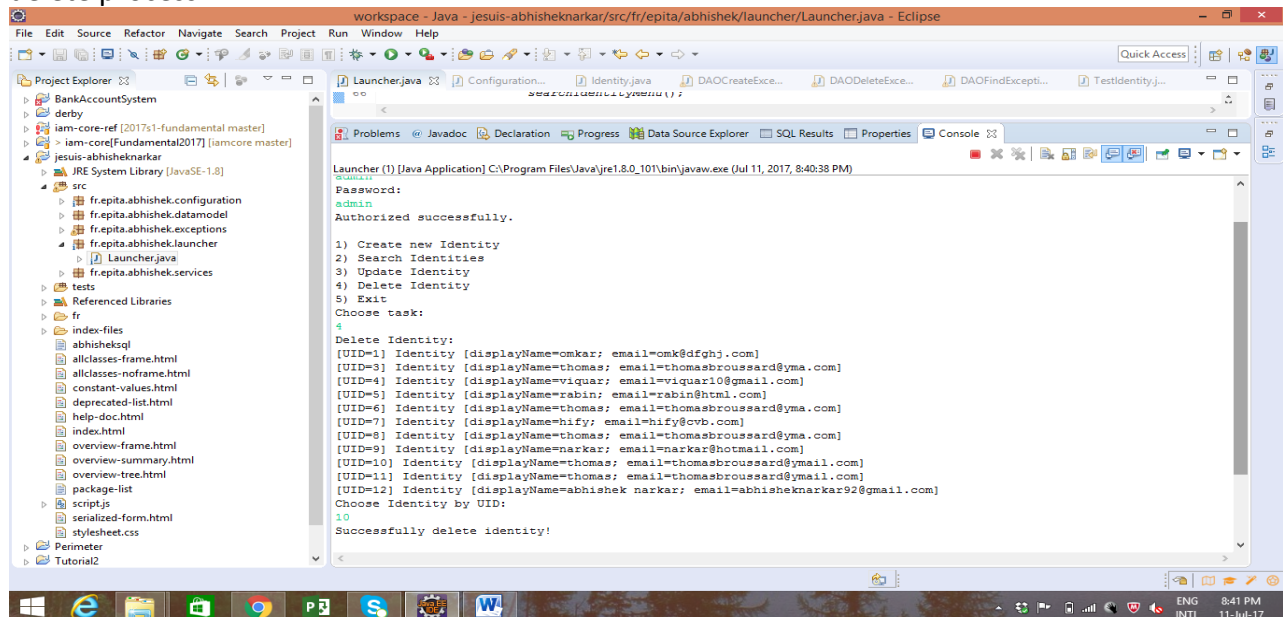 delete process
workspace - Java - jesuis-abhisheknarkar/src/fr/epita/abhishek/launcher/Launcher.java - Eclipse
File Edit Source Refactor Navigate Search Project Run Window Help
Quick Access
Project Explorer
BankAccountSystem
derby
iam-core-ref [2017s1-fundamental master]
> iam-core[Fundamental2017] [iamcore master]
jesuis-abhisheknarkar
JRE System Library [JavaSE-1.8]
src
fr.epita.abhishek.configuration
fr.epita.abhishek.datamodel
fr.epita.abhishek.exceptions
fr.epita.abhishek.launcher
Launcher.java
fr.epita.abhishek.services
tests
Referenced Libraries
fr
index-files
abhisheksql
allclasses-frame.html
allclasses-noframe.html
constant-values.html
deprecated-list.html
help-doc.html
index.html
overview-frame.html
overview-summary.html
overview-tree.html
package-list
script.js
serialized-form.html
stylesheet.css
Perimeter
Tutorial2
Launcher.java Configuration... Identity.java DAOCreateExce... DAODeleteExce... DAOFindExcepti... TestIdentity.j...
66 searchIdentityMenu();
Problems @ Javadoc Declaration Progress Data Source Explorer SQL Results Properties Console
Launcher (1) [Java Application] C:\Program Files\Java\jre1.8.0_101\bin\javaw.exe (Jul 11, 2017, 8:40:38 PM)
admin
Password:
admin
Authorized successfully.
1) Create new Identity
2) Search Identities
3) Update Identity
4) Delete Identity
5) Exit
Choose task:
4
Delete Identity:
[UID=1] Identity [displayName=omkar; email=omk@dfghj.com]
[UID=3] Identity [displayName=thomas; email=thomasbroussard@yma.com]
[UID=4] Identity [displayName=viquar; email=viquar10@gmail.com]
[UID=5] Identity [displayName=rabin; email=rabin@html.com]
[UID=6] Identity [displayName=thomas; email=thomasbroussard@yma.com]
[UID=7] Identity [displayName=hify; email=hify@cvb.com]
[UID=8] Identity [displayName=thomas; email=thomasbroussard@yma.com]
[UID=9] Identity [displayName=narkar; email=narkar@hotmail.com]
[UID=10] Identity [displayName=thomas; email=thomasbroussard@ymail.com]
[UID=11] Identity [displayName=thomas; email=thomasbroussard@ymail.com]
[UID=12] Identity [displayName=abhishek narkar; email=abhisheknarkar92@gmail.com]
Choose Identity by UID:
10
Successfully delete identity!
ENG 8:41 PM
INTL 11-Jul-17